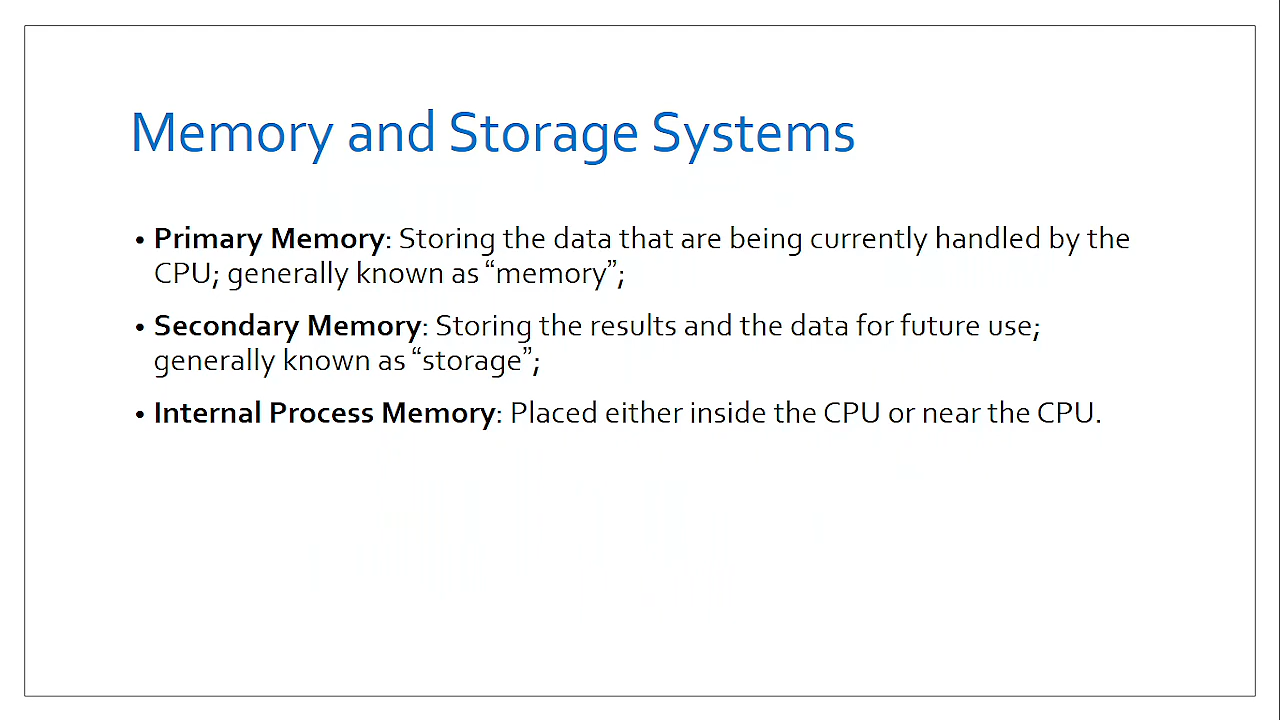 Memory and Storage Systems
• Primary Memory: Storing the data that are being currently handled by the
CPU; generally known as “memory”;
• Secondary Memory: Storing the results and the data for future use;
generally known as “storage”;
• Internal Process Memory: Placed either inside the CPU or near the CPU.